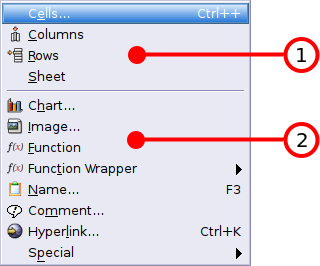 Cells... Ctrl++
Columns
Rows
Sheet
1
Chart...
Image...
Function
2
f(x) Function Wrapper
Name... F3
Comment...
Hyperlink... Ctrl+K
Special